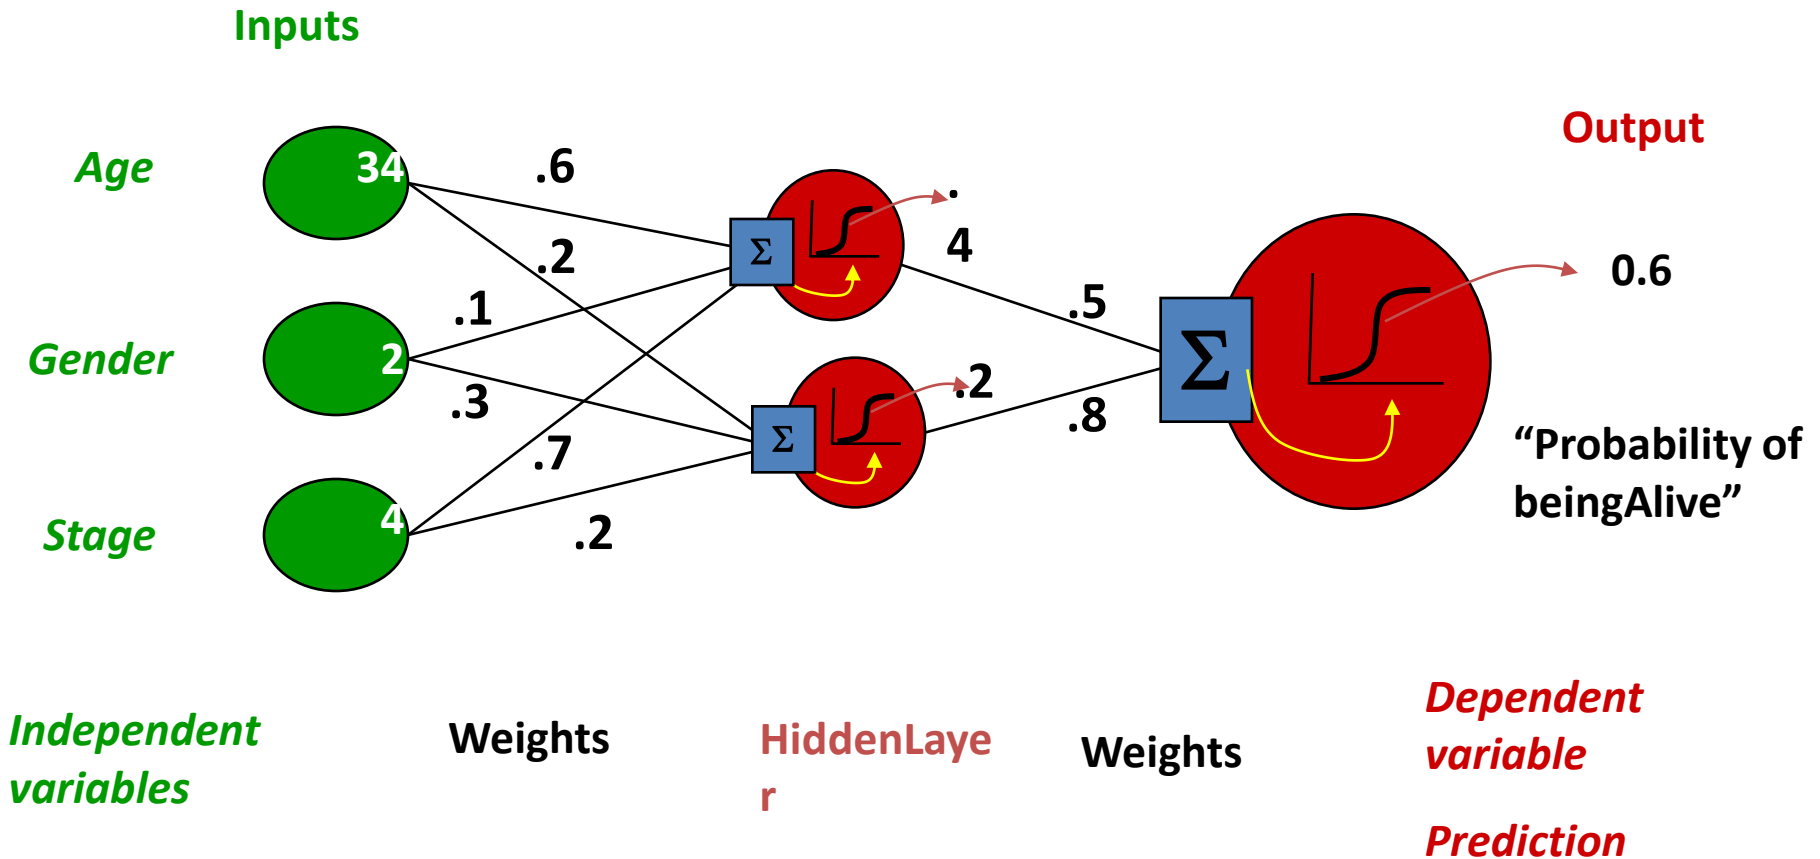 Inputs
Output
Age
34
.6
.
4
.2
0.6
.1
.5
Gender
2
.3
.2
.8
Σ
Σ
Σ
“Probability of
beingAlive”
.7
Stage
4
.2
Independent
variables
Weights
HiddenLaye
r
Weights
Dependent
variable
Prediction